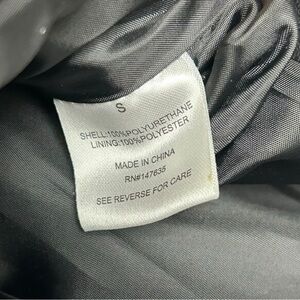 S
SHELL:100%POLYURETHANE
LINING:100%POLYESTER
MADE IN CHINA
RN#147635
SEE REVERSE FOR CARE